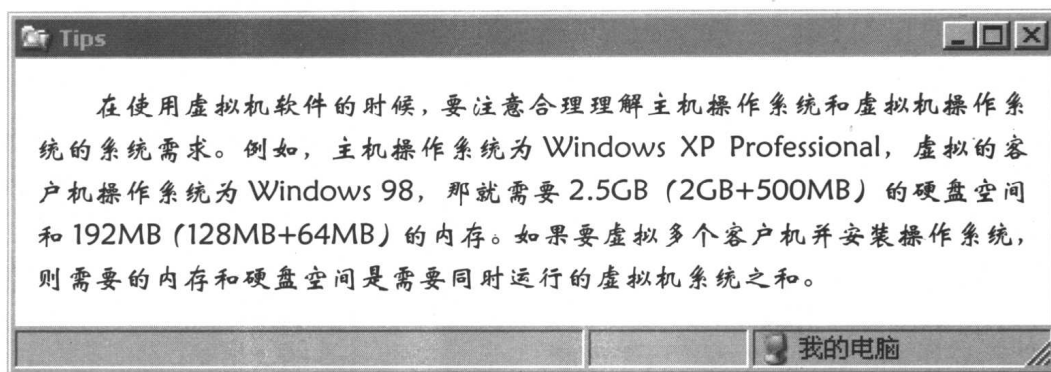 Tips
在使用虚拟机软件的时候，要注意合理理解主机操作系统和虚拟机操作系
统的系统需求。例如，主机操作系统为 Windows XP Professional，虚拟的客
户机操作系统为 Windows 98，那就需要 2.5GB（2GB+500MB）的硬盘空间
和 192MB（128MB+64MB）的内存。如果要虚拟多个客户机并安装操作系统，
则需要的内存和硬盘空间是需要同时运行的虚拟机系统之和。
我的电脑